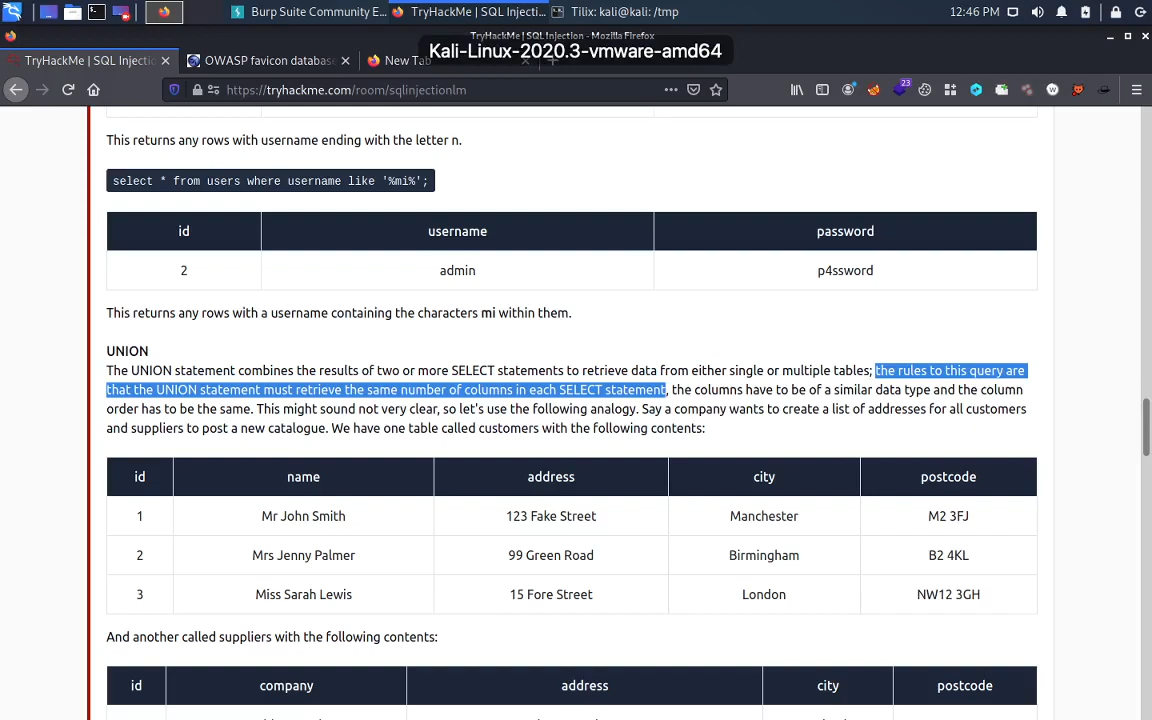 Burp Suite Community E...
TryHackMe | SQL Injecti...
Tilix: kali@kali: /tmp
12:46 PM
TryHackMe | SQL Injection - Mozilla Firefox
Kali-Linux-2020.3-vmware-amd64
TryHackMe | SQL Injectio
OWASP favicon databas
New Tab
https://tryhackme.com/room/sqlinjectionlm
23
This returns any rows with username ending with the letter n.
select * from users where username like '%mi%';
id username password
2 admin p4ssword
This returns any rows with a username containing the characters mi within them.
UNION
The UNION statement combines the results of two or more SELECT statements to retrieve data from either single or multiple tables; the rules to this query are
that the UNION statement must retrieve the same number of columns in each SELECT statement, the columns have to be of a similar data type and the column
order has to be the same. This might sound not very clear, so let's use the following analogy. Say a company wants to create a list of addresses for all customers
and suppliers to post a new catalogue. We have one table called customers with the following contents:
id name address city postcode
1 Mr John Smith 123 Fake Street Manchester M2 3FJ
2 Mrs Jenny Palmer 99 Green Road Birmingham B2 4KL
3 Miss Sarah Lewis 15 Fore Street London NW12 3GH
And another called suppliers with the following contents:
id company address city postcode